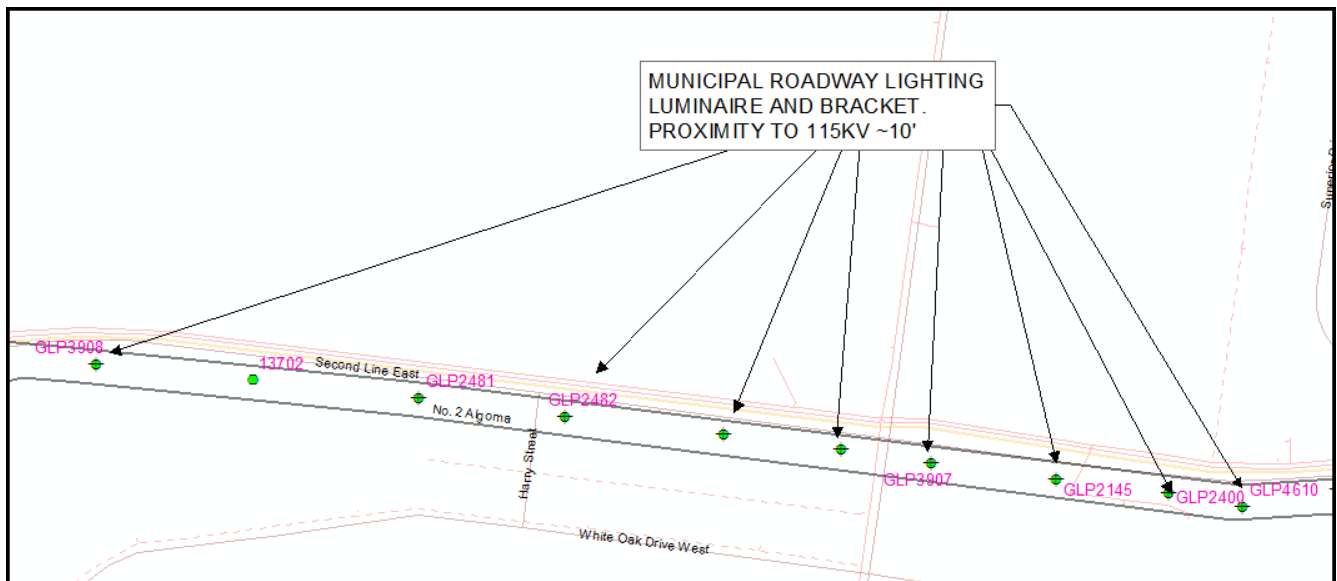 MUNICIPAL ROADWAY LIGHTING
LUMINAIRE AND BRACKET.
PROXIMITY TO 115KV ~10'
GLP3908
13702
Second Line East
GLP2481
GLP2482
No. 2 Algoma
Harry Street
GLP3907
GLP2145
GLP2400
GLP4610
White Oak Drive West
Superior